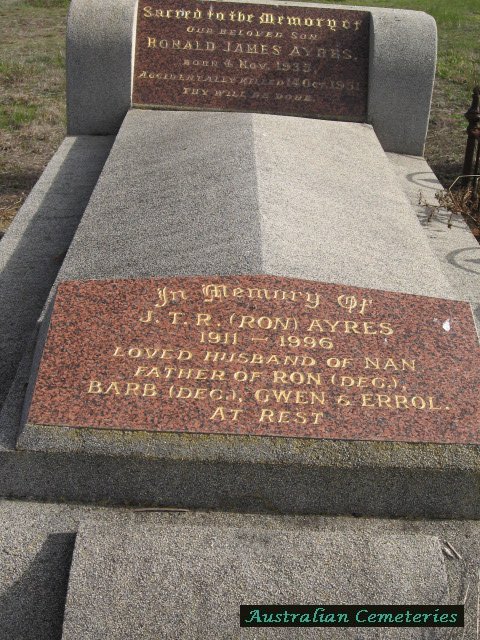 Sacred to the Memory of
OUR BELOVED SON
RONALD JAMES AYRES.
BORN 4 NOV. 1935,
ACCIDENTALLY KILLED 14 OCT. 1951
THY WILL BE DONE.
In Memory Of
J. T. R. (RON) AYRES
1911 - 1996
LOVED HUSBAND OF NAN
FATHER OF RON (DEC.),
BARB (DEC.), GWEN & ERROL.
AT REST
Australian Cemeteries